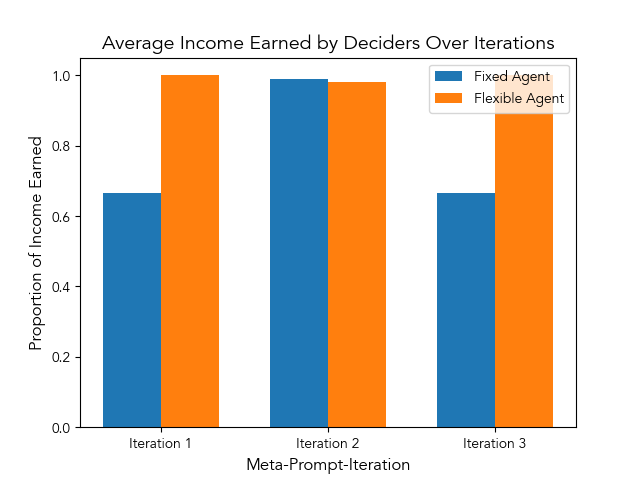 Average Income Earned by Deciders Over Iterations
Fixed Agent
Flexible Agent
Proportion of Income Earned
1.0
0.8
0.6
0.4
0.2
0.0
Iteration 1
Iteration 2
Iteration 3
Meta-Prompt-Iteration